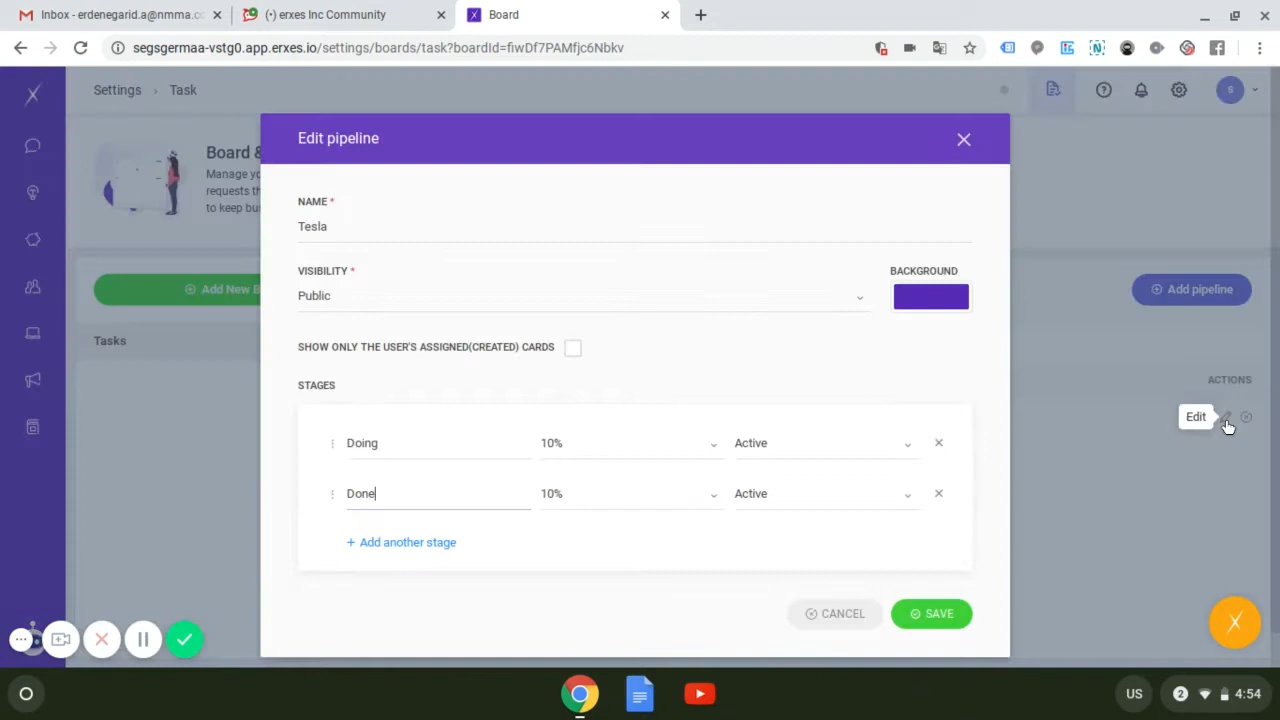 Inbox - erdenegarid.a@nmma.co
(•) erxes Inc Community
Board
segsgermaa-vstg0.app.erxes.io/settings/boards/task?boardId=fiwDf7PAMfjc6Nbkv
Settings › Task
S
Board &
Manage yo
requests th
to keep bu
Edit pipeline
NAME *
Tesla
VISIBILITY *
Public
BACKGROUND
Add New B
Add pipeline
Tasks
SHOW ONLY THE USER'S ASSIGNED(CREATED) CARDS
STAGES
ACTIONS
Edit
Doing 10% Active
Done 10% Active
+ Add another stage
CANCEL SAVE
US 2 4:54